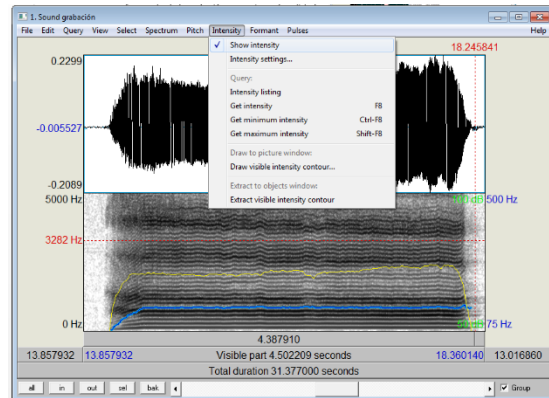 1. Sound grabación
File Edit Query View Select Spectrum Pitch Intensity Formant Pulses Help
Show intensity
Intensity settings...
Query:
Intensity listing
Get intensity F8
Get minimum intensity Ctrl-F8
Get maximum intensity Shift-F8
Draw to picture window:
Draw visible intensity contour...
Extract to objects window:
Extract visible intensity contour
18.245841
0.2299
-0.005527
-0.2089
5000 Hz 500 Hz
3282 Hz
0 Hz 75 Hz
4.387910
13.857932 13.857932 Visible part 4.502209 seconds 18.360140 13.016860
Total duration 31.377000 seconds
all in out sel bak Group